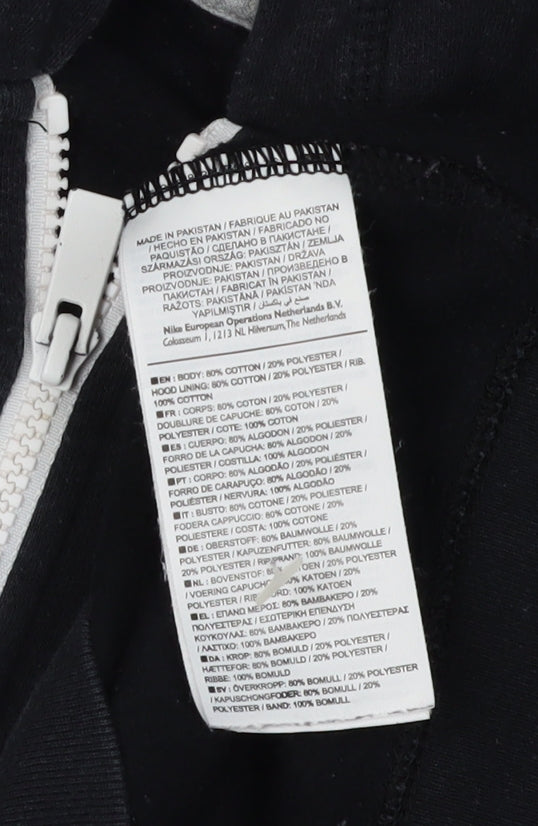 MADE IN PAKISTAN / FABRIQUE AU PAKISTAN
/ HECHO EN PAKISTAN / FABRICADO NO
PAQUISTÃO / СДЕЛАНО В ПАКИСТАНЕ /
SZÁRMAZÁSI ORSZÁG: PAKISZTÁN / ZEMLJA
PROIZVODNJE: PAKISTAN / DRŽAVA
PROIZVODNJE: PAKISTAN / ПРОИЗВЕДЕНО В
ПАКИСТАН / FABRICAT ÎN PAKISTAN /
RAŽOTS: PAKISTĀNĀ / PAKISTAN 'NDA
YAPILMIŞTIR / صنع في باكستان
Nike European Operations Netherlands B.V.
Colosseum 1, 1213 NL Hilversum, The Netherlands
■ EN : BODY: 80% COTTON / 20% POLYESTER /
HOOD LINING: 80% COTTON / 20% POLYESTER / RIB:
100% COTTON
■ FR : CORPS: 80% COTON / 20% POLYESTER /
DOUBLURE DE CAPUCHE: 80% COTON / 20%
POLYESTER / COTE: 100% COTON
■ ES : CUERPO: 80% ALGODON / 20% POLIESTER /
FORRO DE LA CAPUCHA: 80% ALGODON / 20%
POLIESTER / COSTILLA: 100% ALGODON
■ PT : CORPO: 80% ALGODÃO / 20% POLIÉSTER /
FORRO DE CARAPUÇO: 80% ALGODÃO / 20%
POLIÉSTER / NERVURA: 100% ALGODÃO
■ IT : BUSTO: 80% COTONE / 20% POLIESTERE /
FODERA CAPPUCCIO: 80% COTONE / 20%
POLIESTERE / COSTA: 100% COTONE
■ DE : OBERSTOFF: 80% BAUMWOLLE / 20%
POLYESTER / KAPUZENFUTTER: 80% BAUMWOLLE /
20% POLYESTER / 100% BAUMWOLLE
■ NL : BOVENSTOF: / 20% POLYESTER
/ VOERING KATOEN / 20%
POLYESTER / 100% KATOEN
■ EL : ΕΠΑΝΩ ΜΕΡΟΣ: 80% ΒΑΜΒΑΚΕΡΟ / 20%
ΠΟΛΥΕΣΤΕΡΑΣ / ΕΣΩΤΕΡΙΚΗ ΕΠΕΝΔΥΣΗ
ΚΟΥΚΟΥΛΑΣ: 80% ΒΑΜΒΑΚΕΡΟ / 20% ΠΟΛΥΕΣΤΕΡΑΣ
/ ΛΑΣΤΙΚΟ: 100% ΒΑΜΒΑΚΕΡΟ
■ DA : KROP: 80% BOMULD / 20% POLYESTER /
HÆTTEFOR: 80% BOMULD / 20% POLYESTER /
RIBBE: 100% BOMULD
■ SV : ÖVERKROPP: 80% BOMULL / 20% POLYESTER
/ KAPUSCHONGFODER: 80% BOMULL / 20%
POLYESTER / BAND: 100% BOMULL